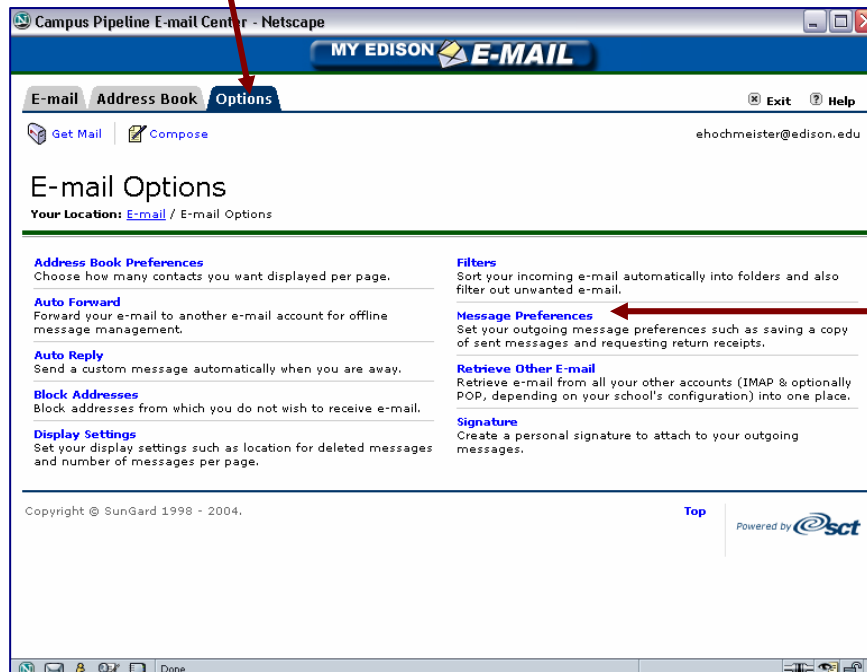 Campus Pipeline E-mail Center - Netscape
MY EDISON E-MAIL
E-mail Address Book Options Exit Help
Get Mail Compose ehochmeister@edison.edu
E-mail Options
Your Location: E-mail / E-mail Options
Address Book Preferences
Choose how many contacts you want displayed per page.
Auto Forward
Forward your e-mail to another e-mail account for offline
message management.
Auto Reply
Send a custom message automatically when you are away.
Block Addresses
Block addresses from which you do not wish to receive e-mail.
Display Settings
Set your display settings such as location for deleted messages
and number of messages per page.
Filters
Sort your incoming e-mail automatically into folders and also
filter out unwanted e-mail.
Message Preferences
Set your outgoing message preferences such as saving a copy
of sent messages and requesting return receipts.
Retrieve Other E-mail
Retrieve e-mail from all your other accounts (IMAP & optionally
POP, depending on your school's configuration) into one place.
Signature
Create a personal signature to attach to your outgoing
messages.
Copyright © SunGard 1998 - 2004. Top
Powered by sct
Done